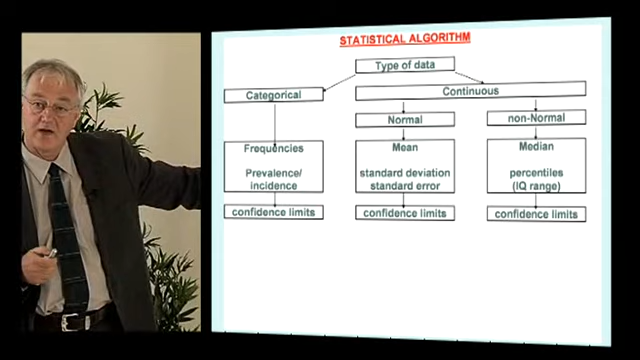 STATISTICAL ALGORITHM
Type of data
Categorical
Continuous
Normal
non-Normal
Frequencies
Prevalence/
incidence
Mean
standard deviation
standard error
Median
percentiles
(IQ range)
confidence limits
confidence limits
confidence limits